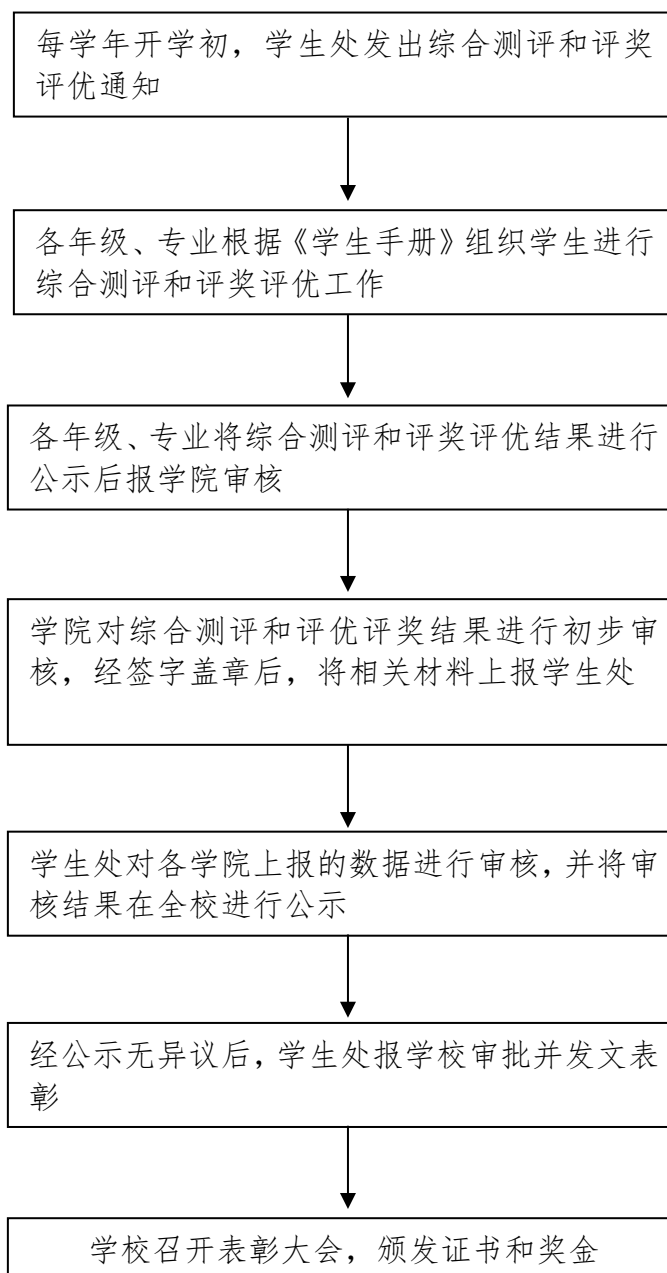 每学年开学初，学生处发出综合测评和评奖
评优通知
各年级、专业根据《学生手册》组织学生进行
综合测评和评奖评优工作
各年级、专业将综合测评和评奖评优结果进行
公示后报学院审核
学院对综合测评和评优评奖结果进行初步审
核，经签字盖章后，将相关材料上报学生处
学生处对各学院上报的数据进行审核，并将审
核结果在全校进行公示
经公示无异议后，学生处报学校审批并发文表
彰
学校召开表彰大会，颁发证书和奖金